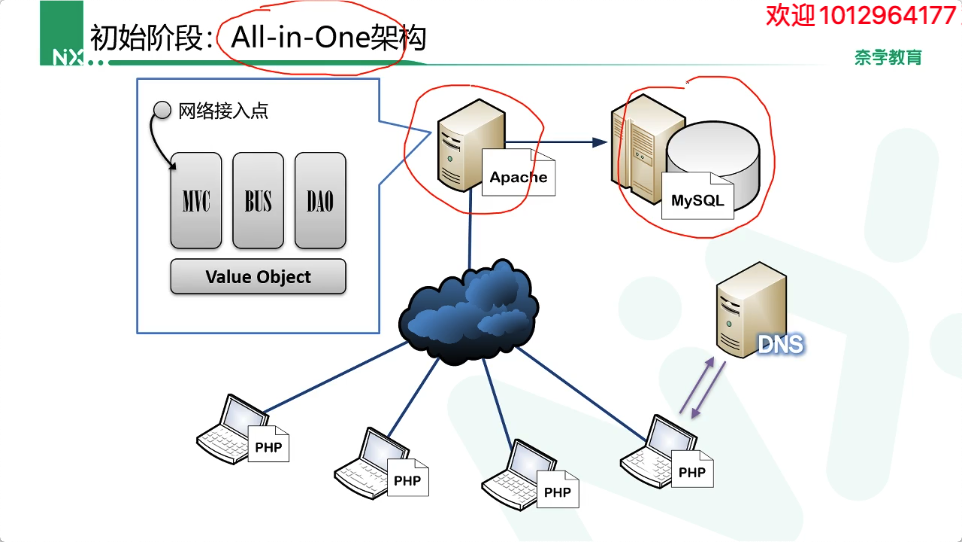 欢迎1012964177
初始阶段：All-in-One架构
NX
奈学教育
网络接入点
MVC
BUS
DAO
Value Object
Apache
MySQL
DNS
PHP
PHP
PHP
PHP